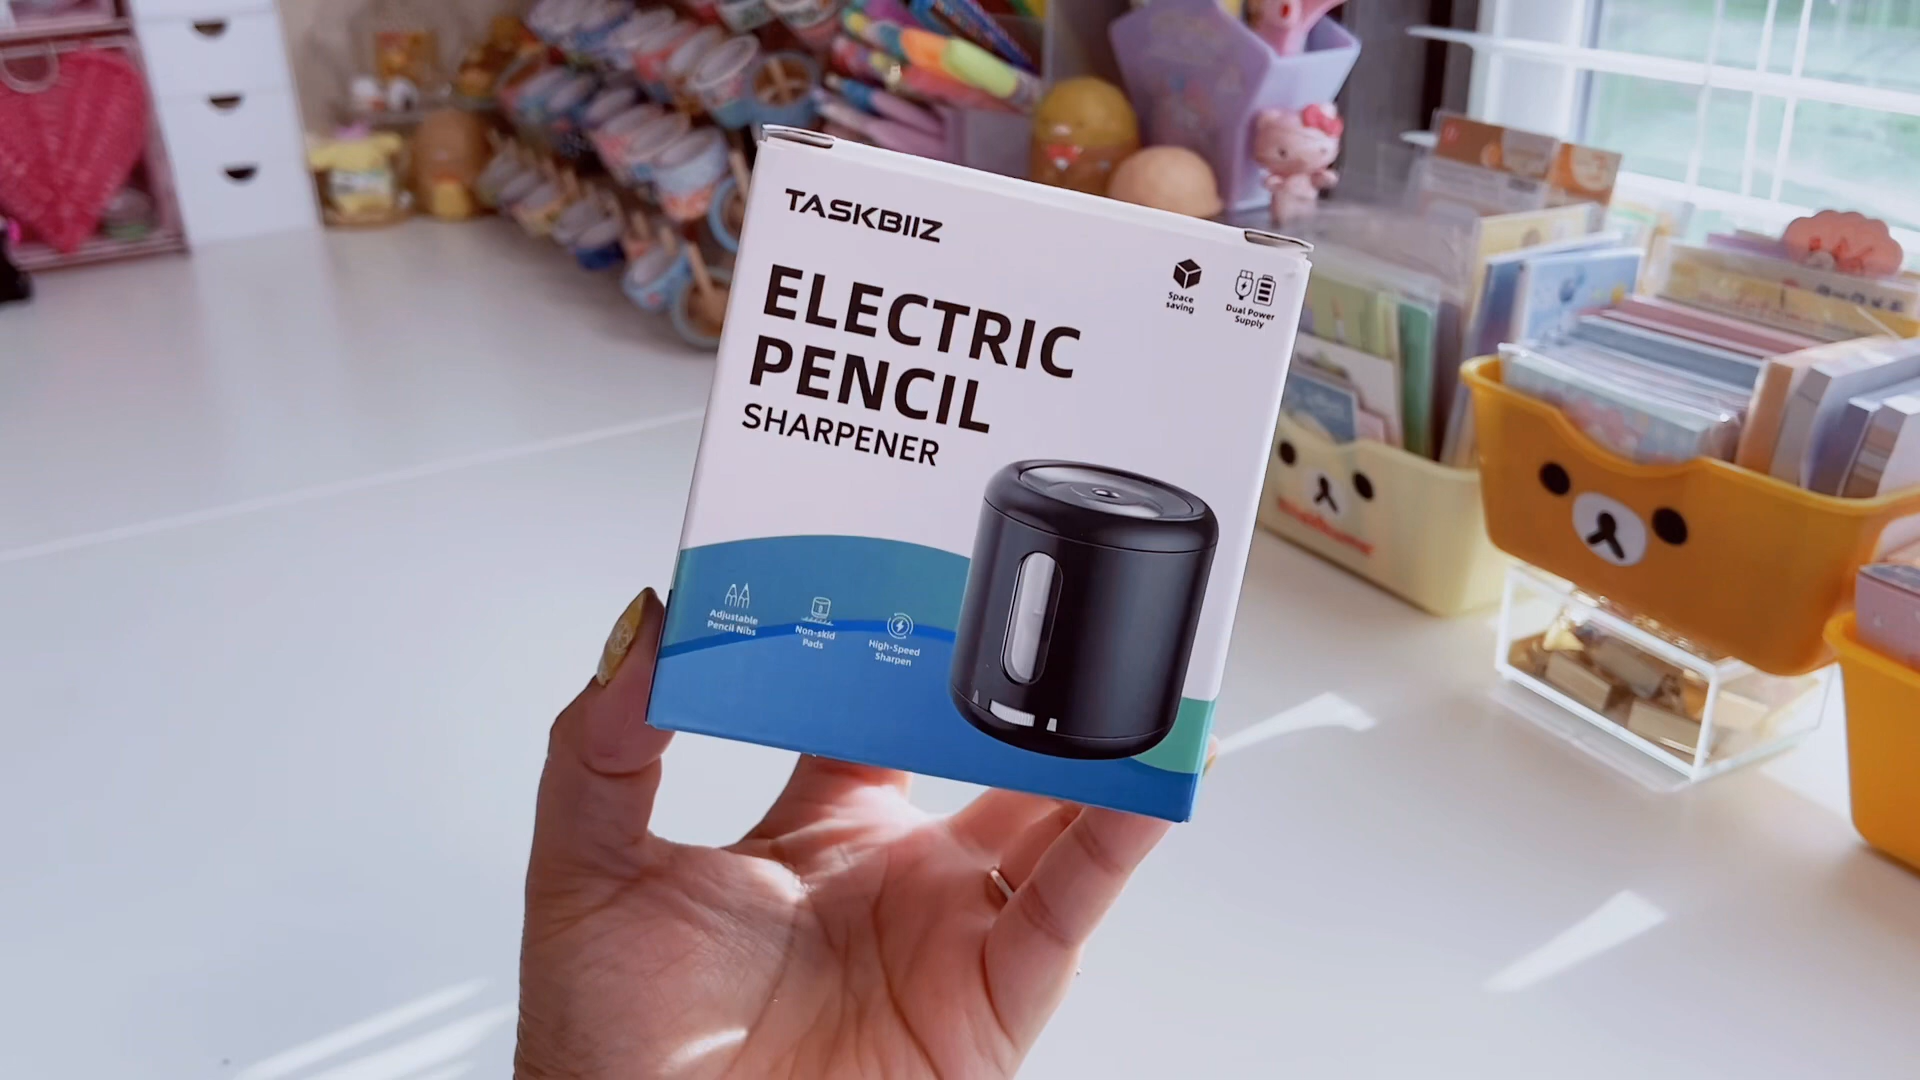 TASKBIIZ
ELECTRIC
PENCIL
SHARPENER
Space
saving
Dual Power
Supply
Adjustable
Pencil Nibs
Non-skid
Pads
High-Speed
Sharpen